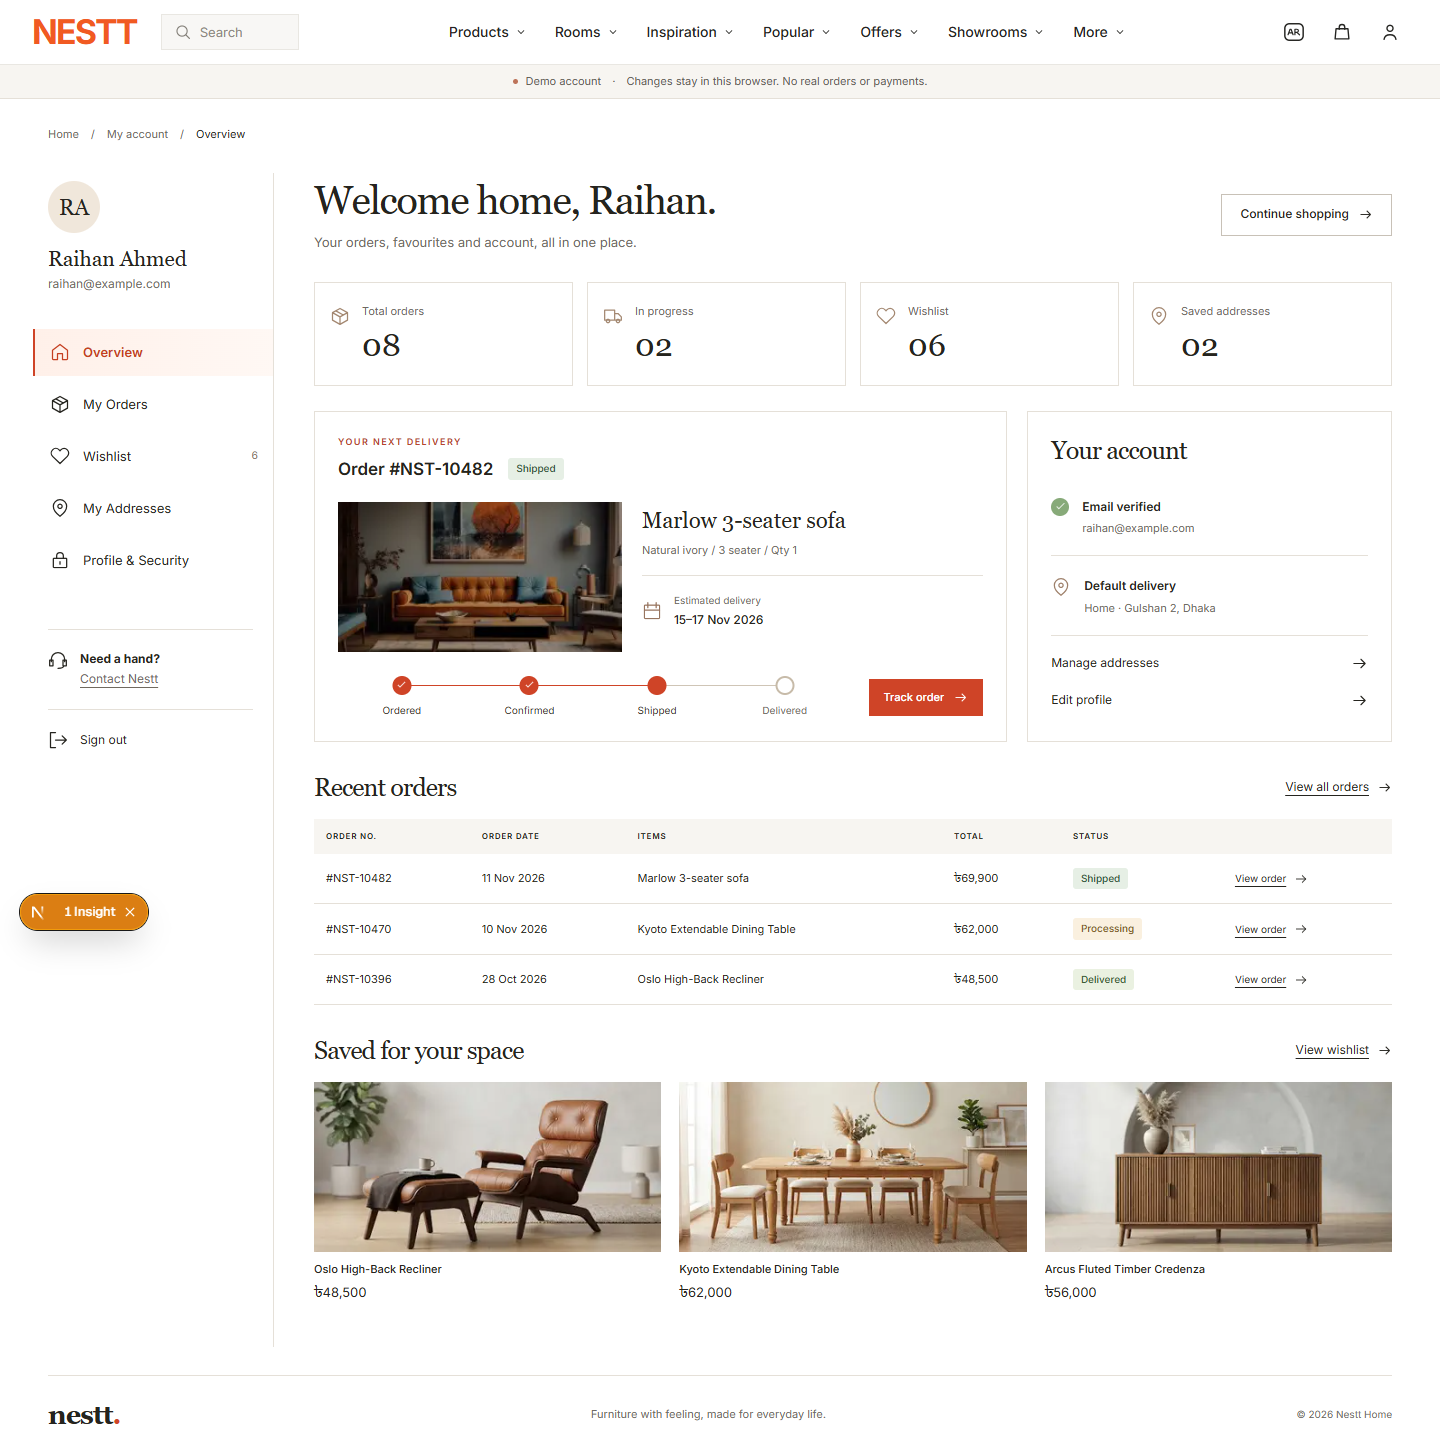 NESTT
Search
Products
Rooms
Inspiration
Popular
Offers
Showrooms
More
AR
Demo account · Changes stay in this browser. No real orders or payments.
Home / My account / Overview
RA
Raihan Ahmed
raihan@example.com
Overview
My Orders
Wishlist 6
My Addresses
Profile & Security
Need a hand?
Contact Nestt
Sign out
1 Insight
Welcome home, Raihan.
Your orders, favourites and account, all in one place.
Continue shopping
Total orders
08
In progress
02
Wishlist
06
Saved addresses
02
YOUR NEXT DELIVERY
Order #NST-10482 Shipped
Marlow 3-seater sofa
Natural ivory / 3 seater / Qty 1
Estimated delivery
15–17 Nov 2026
Ordered
Confirmed
Shipped
Delivered
Track order
Your account
Email verified
raihan@example.com
Default delivery
Home · Gulshan 2, Dhaka
Manage addresses
Edit profile
Recent orders
View all orders
ORDER NO. ORDER DATE ITEMS TOTAL STATUS
#NST-10482 11 Nov 2026 Marlow 3-seater sofa ৳69,900 Shipped View order
#NST-10470 10 Nov 2026 Kyoto Extendable Dining Table ৳62,000 Processing View order
#NST-10396 28 Oct 2026 Oslo High-Back Recliner ৳48,500 Delivered View order
Saved for your space
View wishlist
Oslo High-Back Recliner
৳48,500
Kyoto Extendable Dining Table
৳62,000
Arcus Fluted Timber Credenza
৳56,000
nestt.
Furniture with feeling, made for everyday life.
© 2026 Nestt Home